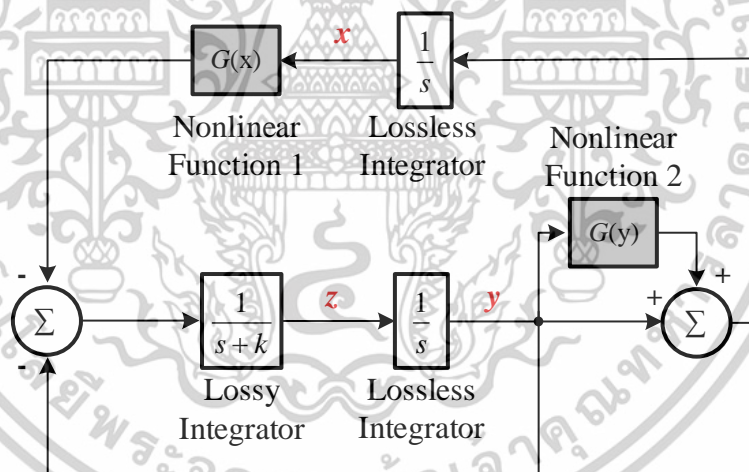 x
G(x)
1
s
Nonlinear
Function 1
Lossless
Integrator
Nonlinear
Function 2
G(y)
-
Σ
1
s + k
z
1
s
y
+
+
Σ
-
Lossy
Integrator
Lossless
Integrator